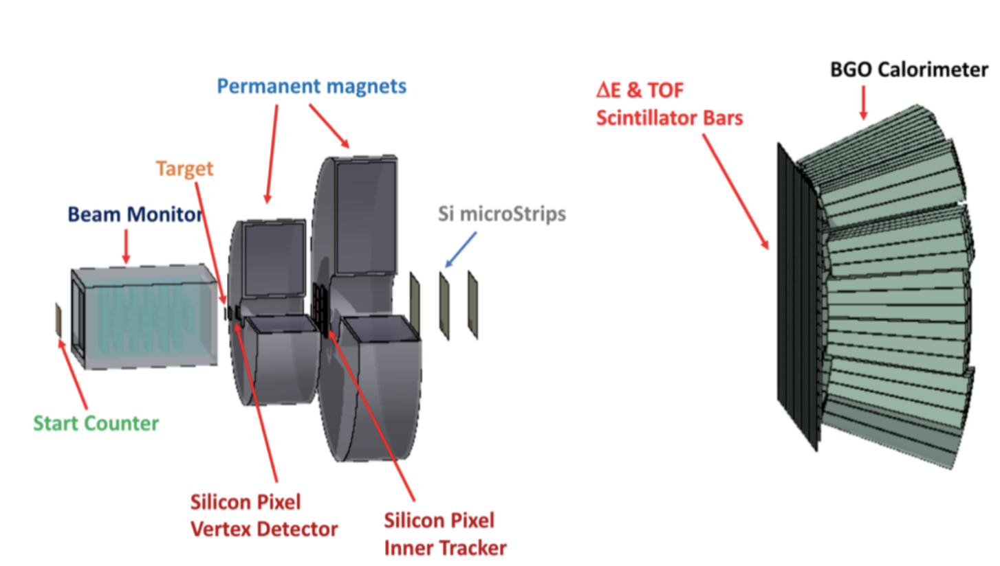 BGO Calorimeter
Permanent magnets
ΔE & TOF
Scintillator Bars
Target
Beam Monitor
Si microStrips
Start Counter
Silicon Pixel
Vertex Detector
Silicon Pixel
Inner Tracker